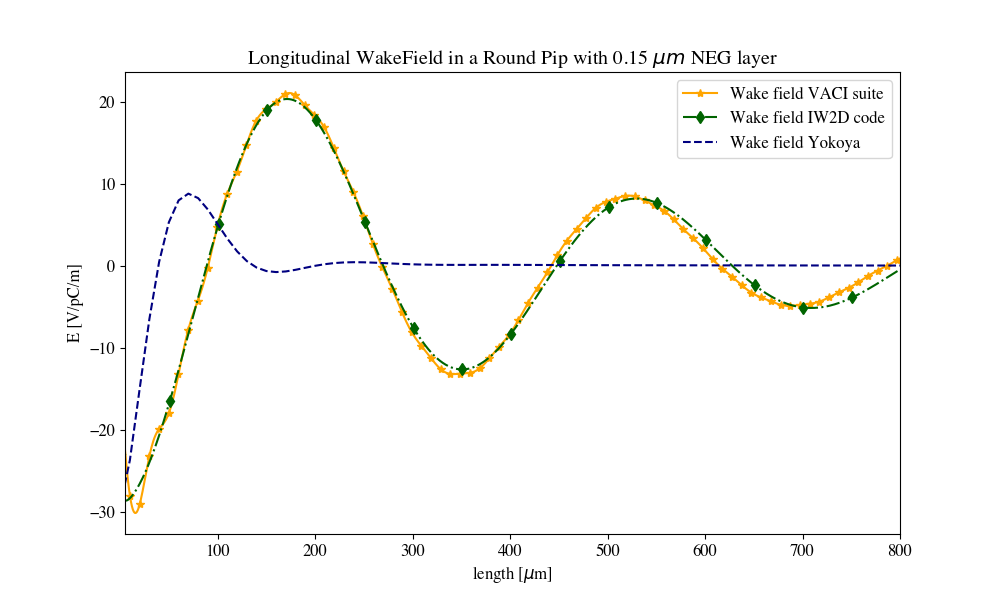 Longitudinal WakeField in a Round Pip with 0.15 μm NEG layer
Wake field VACI suite
Wake field IW2D code
Wake field Yokoya
E [V/pC/m]
20
10
0
−10
−20
−30
100 200 300 400 500 600 700 800
length [μm]